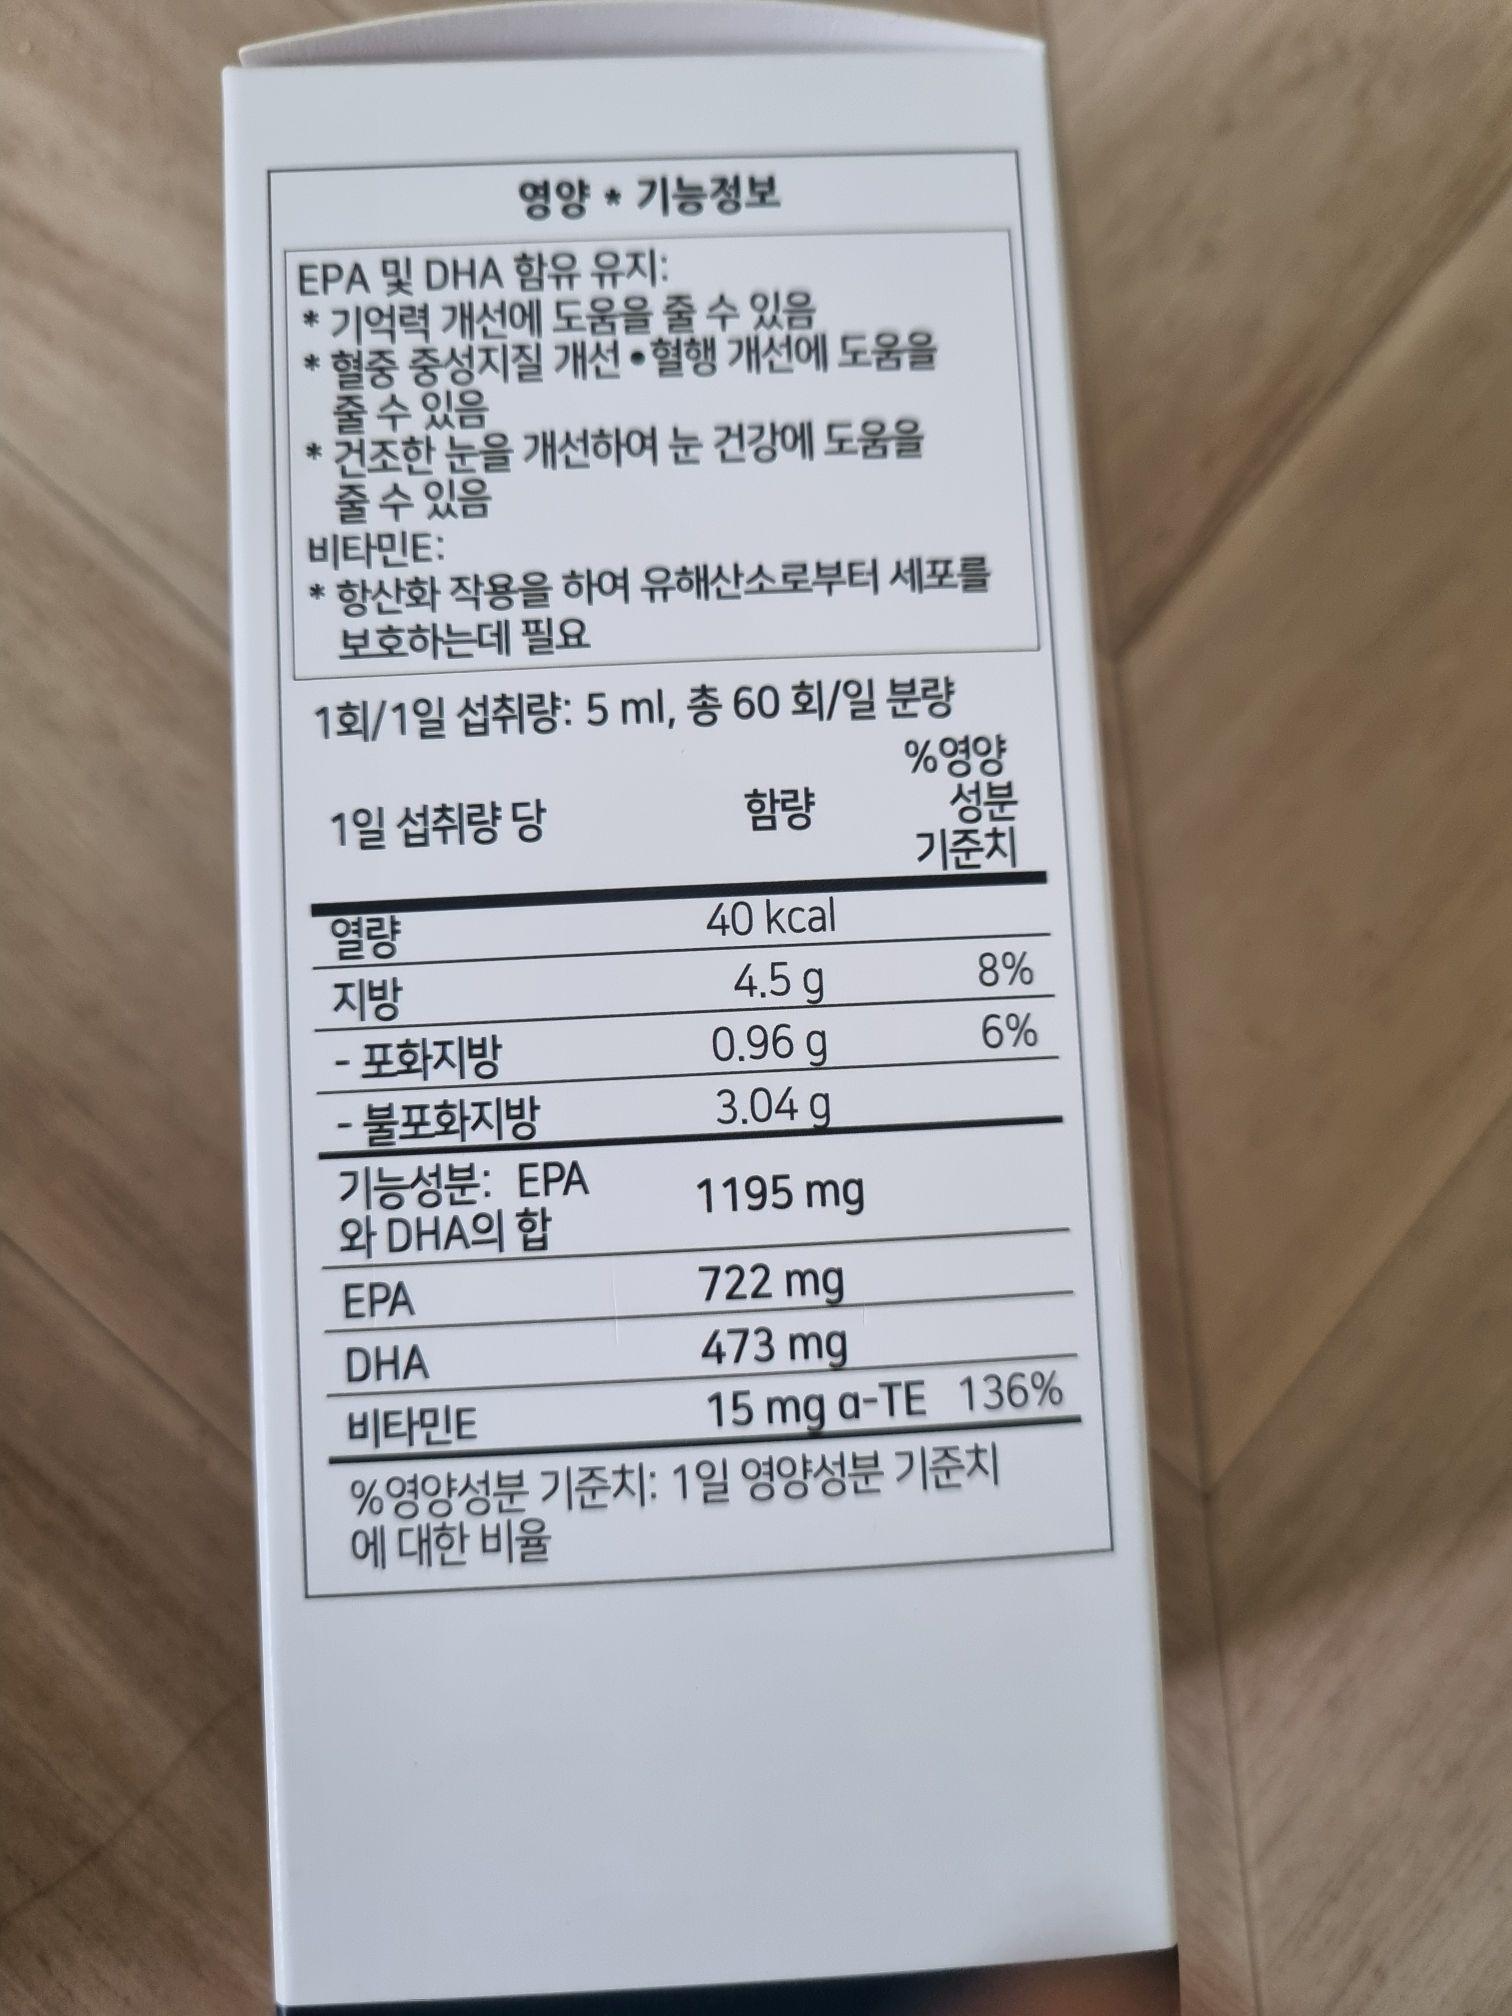 영양 * 기능정보
EPA 및 DHA 함유 유지:
* 기억력 개선에 도움을 줄 수 있음
* 혈중 중성지질 개선•혈행 개선에 도움을
줄 수 있음
* 건조한 눈을 개선하여 눈 건강에 도움을
줄 수 있음
비타민E:
* 항산화 작용을 하여 유해산소로부터 세포를
보호하는데 필요
1회/1일 섭취량: 5 ml, 총 60 회/일 분량
1일 섭취량 당 함량 %영양
성분
기준치
열량 40 kcal
지방 4.5 g 8%
- 포화지방 0.96 g 6%
- 불포화지방 3.04 g
기능성분: EPA
와 DHA의 합 1195 mg
EPA 722 mg
DHA 473 mg
비타민E 15 mg α-TE 136%
%영양성분 기준치: 1일 영양성분 기준치
에 대한 비율